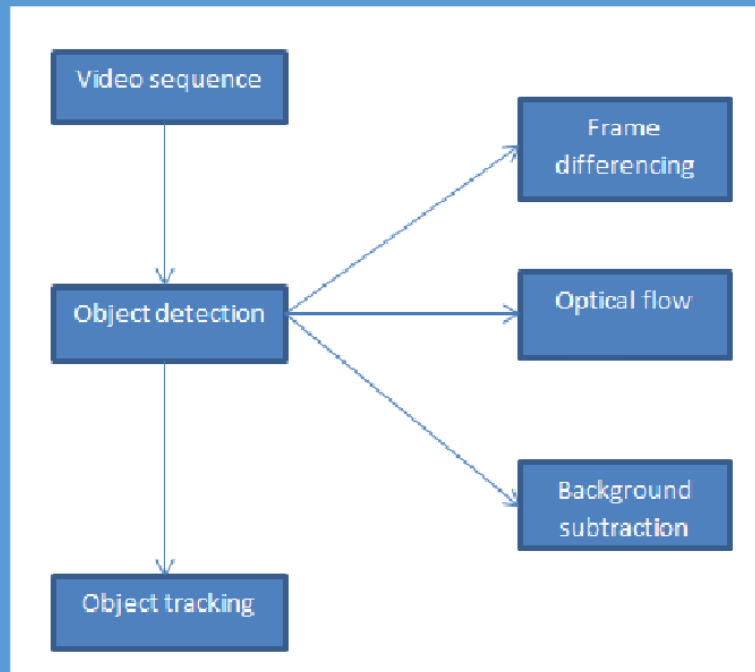 Video sequence
Frame
differencing
Object detection
Optical flow
Background
subtraction
Object tracking